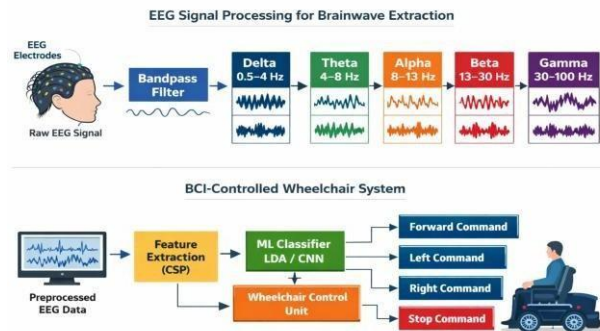 EEG Signal Processing for Brainwave Extraction
EEG
Electrodes
Raw EEG Signal
Bandpass
Filter
Delta
0.5–4 Hz
Theta
4–8 Hz
Alpha
8–13 Hz
Beta
13–30 Hz
Gamma
30–100 Hz
BCI-Controlled Wheelchair System
Preprocessed
EEG Data
Feature
Extraction
(CSP)
ML Classifier
LDA / CNN
Wheelchair Control
Unit
Forward Command
Left Command
Right Command
Stop Command